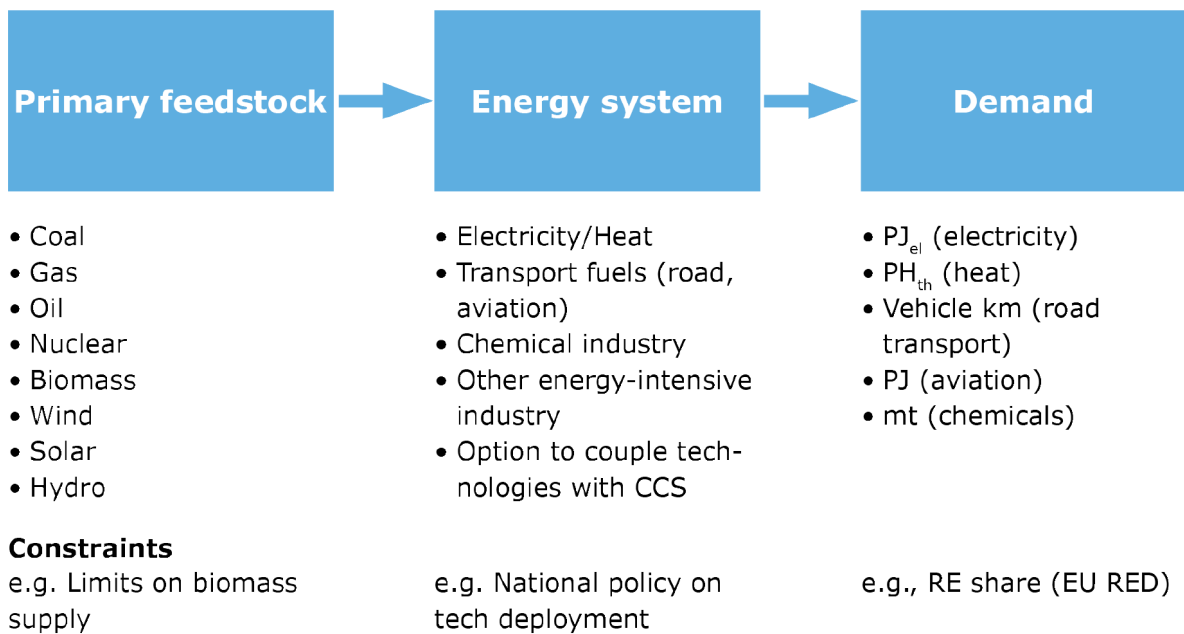 Primary feedstock
Energy system
Demand
• Coal
• Gas
• Oil
• Nuclear
• Biomass
• Wind
• Solar
• Hydro
• Electricity/Heat
• Transport fuels (road,
aviation)
• Chemical industry
• Other energy-intensive
industry
• Option to couple tech-
nologies with CCS
• PJel (electricity)
• PHth (heat)
• Vehicle km (road
transport)
• PJ (aviation)
• mt (chemicals)
Constraints
e.g. Limits on biomass
supply
e.g. National policy on
tech deployment
e.g., RE share (EU RED)